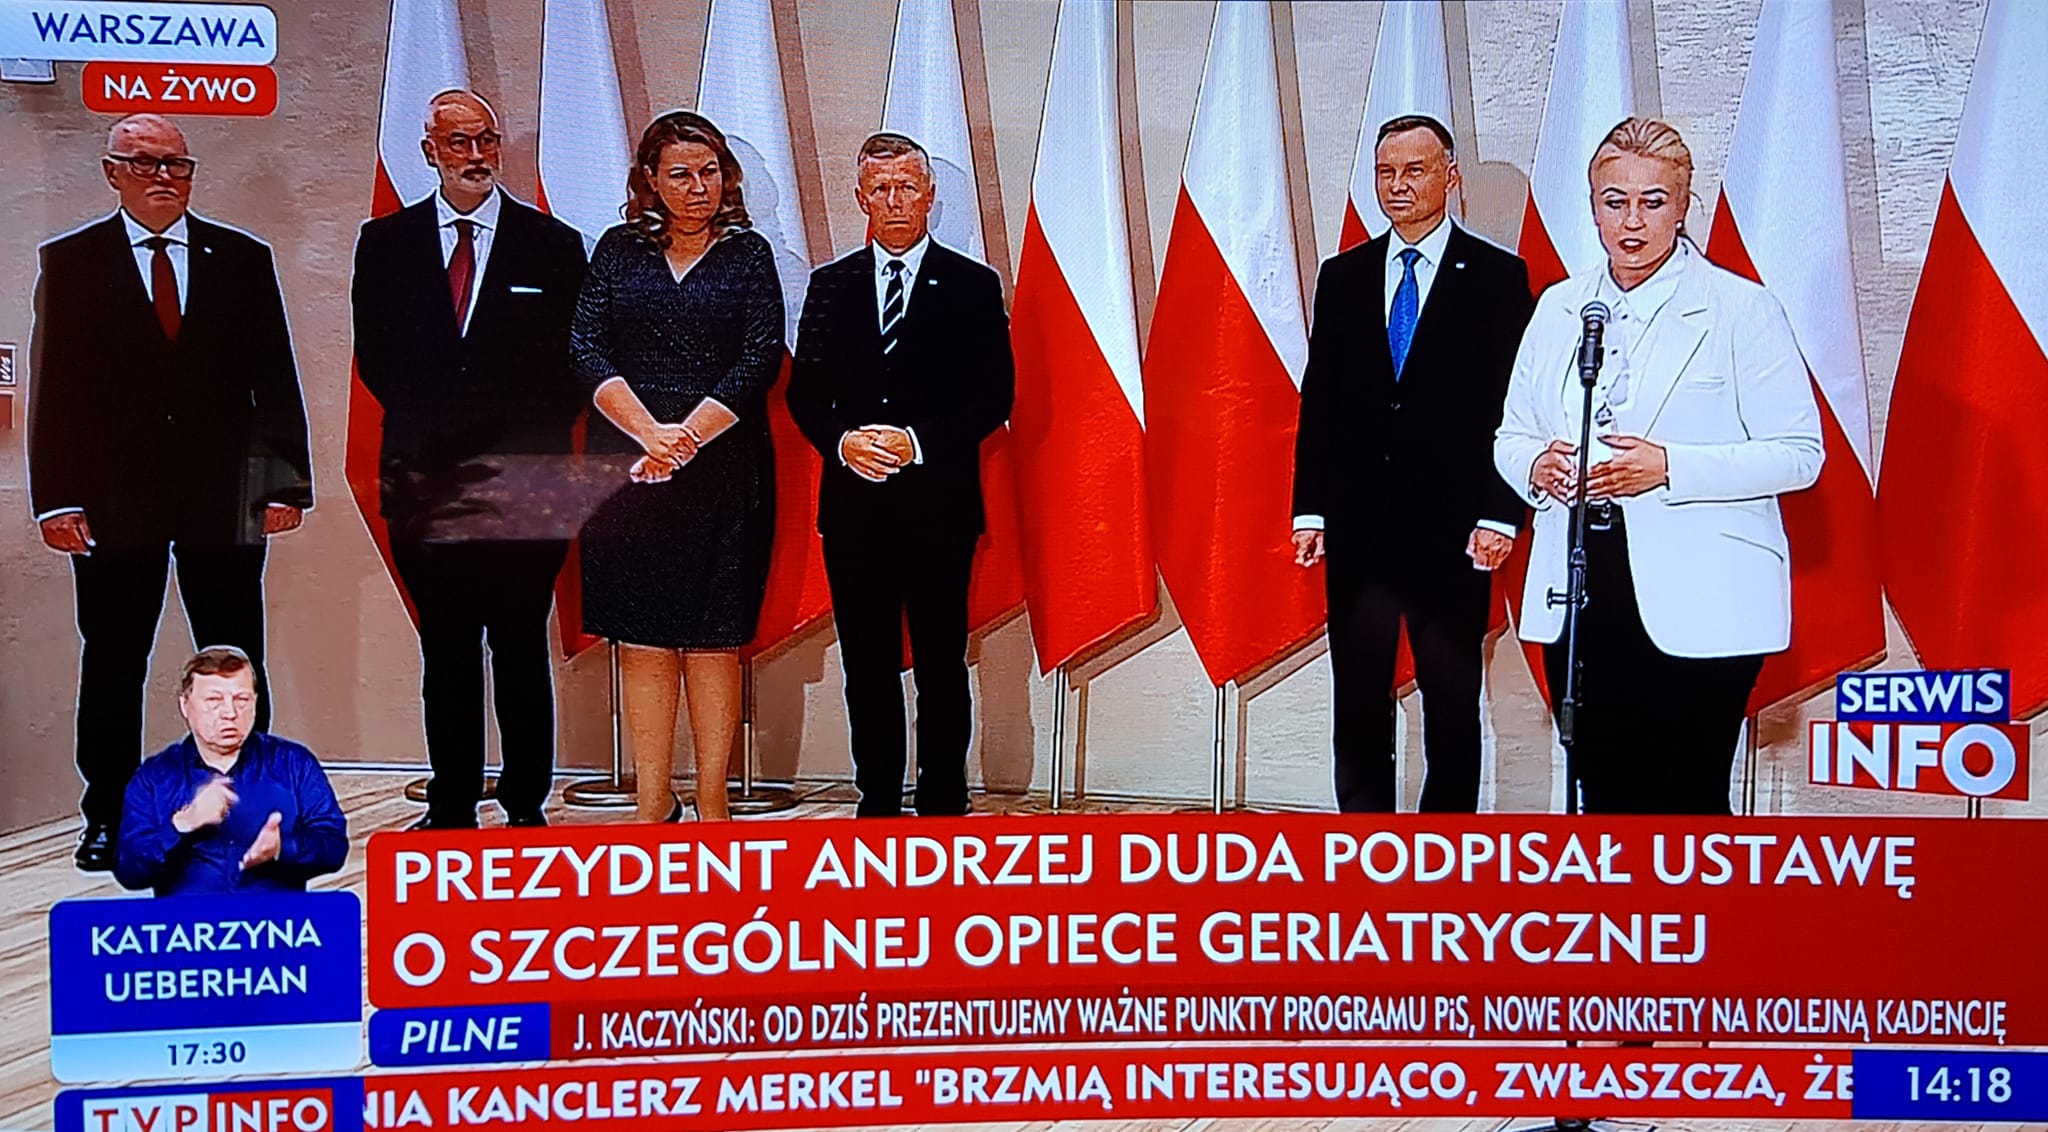 WARSZAWA
NA ŻYWO
SERWIS
INFO
PREZYDENT ANDRZEJ DUDA PODPISAŁ USTAWĘ
O SZCZEGÓLNEJ OPIECE GERIATRYCZNEJ
KATARZYNA
UEBERHAN
17:30
PILNE J. KACZYŃSKI: OD DZIŚ PREZENTUJEMY WAŻNE PUNKTY PROGRAMU PiS, NOWE KONKRETY NA KOLEJNĄ KADENCJĘ
TVP INFO NIA KANCLERZ MERKEL "BRZMIĄ INTERESUJĄCO, ZWŁASZCZA, ŻE 14:18